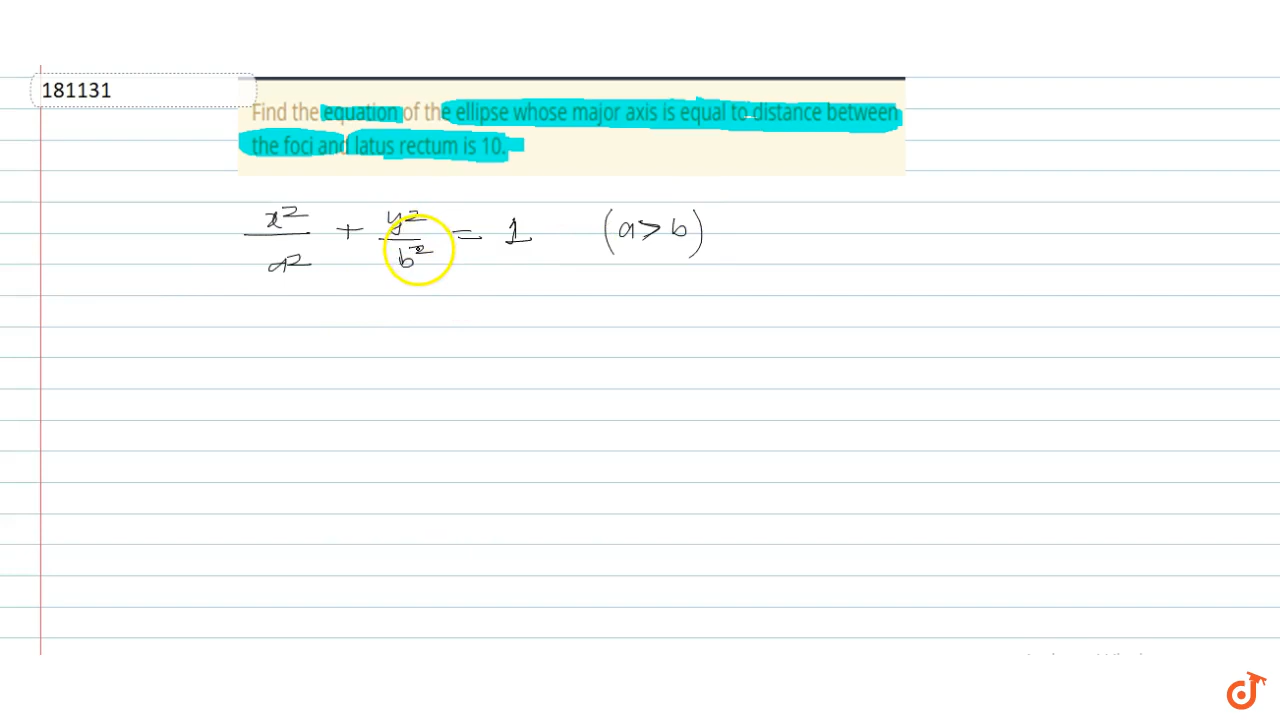 181131
Find the equation of the ellipse whose major axis is equal to distance between
the foci and latus rectum is 10.
x²/a² + y²/b² = 1 (a > b)